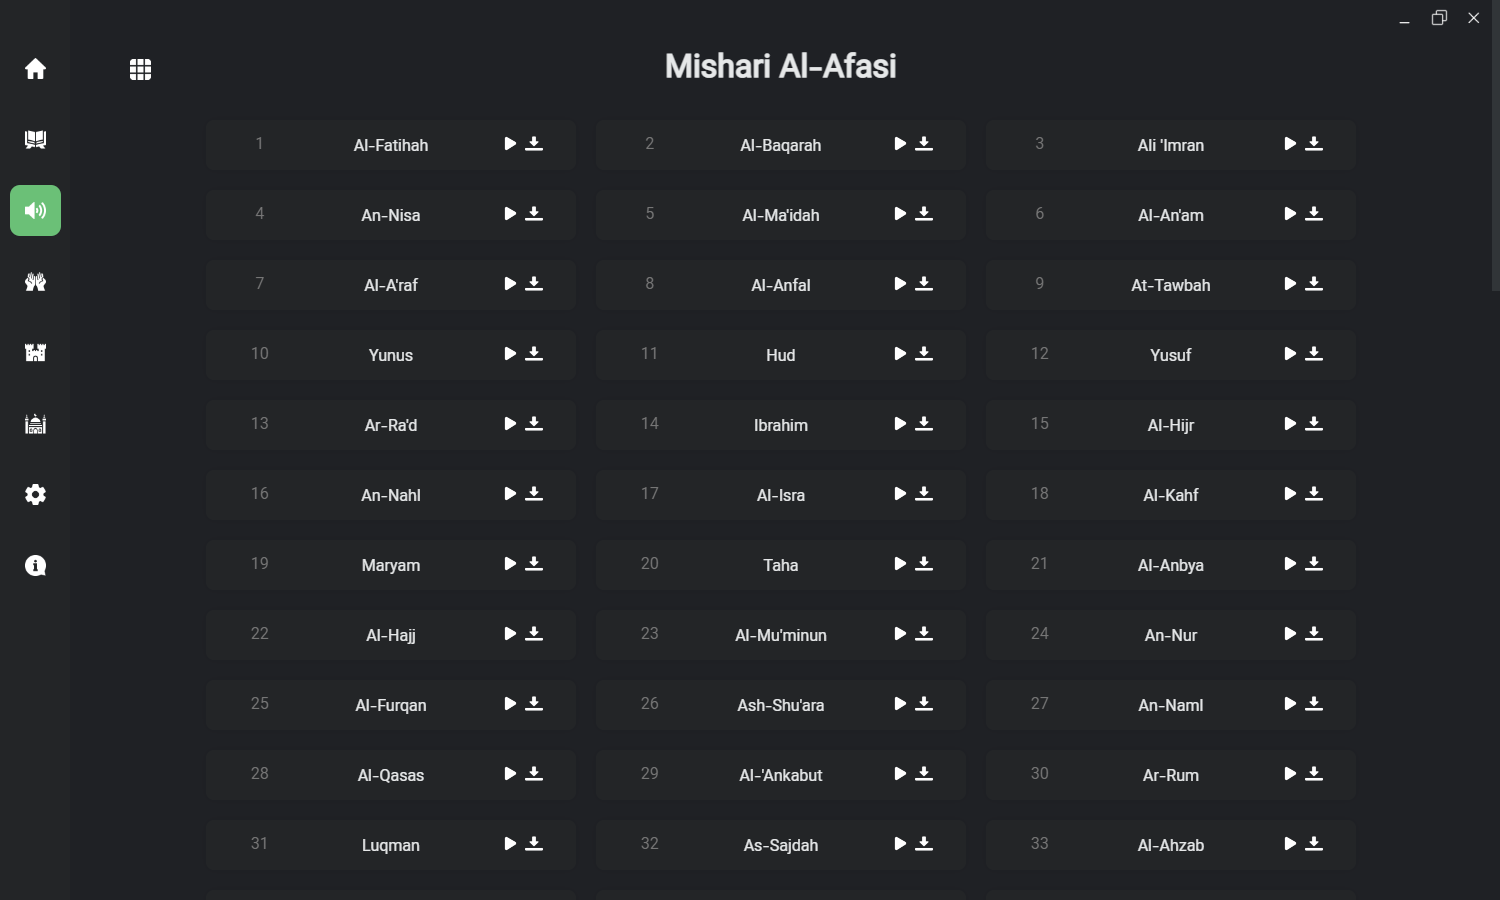 Mishari Al-Afasi
1 Al-Fatihah
2 Al-Baqarah
3 Ali 'Imran
4 An-Nisa
5 Al-Ma'idah
6 Al-An'am
7 Al-A'raf
8 Al-Anfal
9 At-Tawbah
10 Yunus
11 Hud
12 Yusuf
13 Ar-Ra'd
14 Ibrahim
15 Al-Hijr
16 An-Nahl
17 Al-Isra
18 Al-Kahf
19 Maryam
20 Taha
21 Al-Anbya
22 Al-Hajj
23 Al-Mu'minun
24 An-Nur
25 Al-Furqan
26 Ash-Shu'ara
27 An-Naml
28 Al-Qasas
29 Al-'Ankabut
30 Ar-Rum
31 Luqman
32 As-Sajdah
33 Al-Ahzab